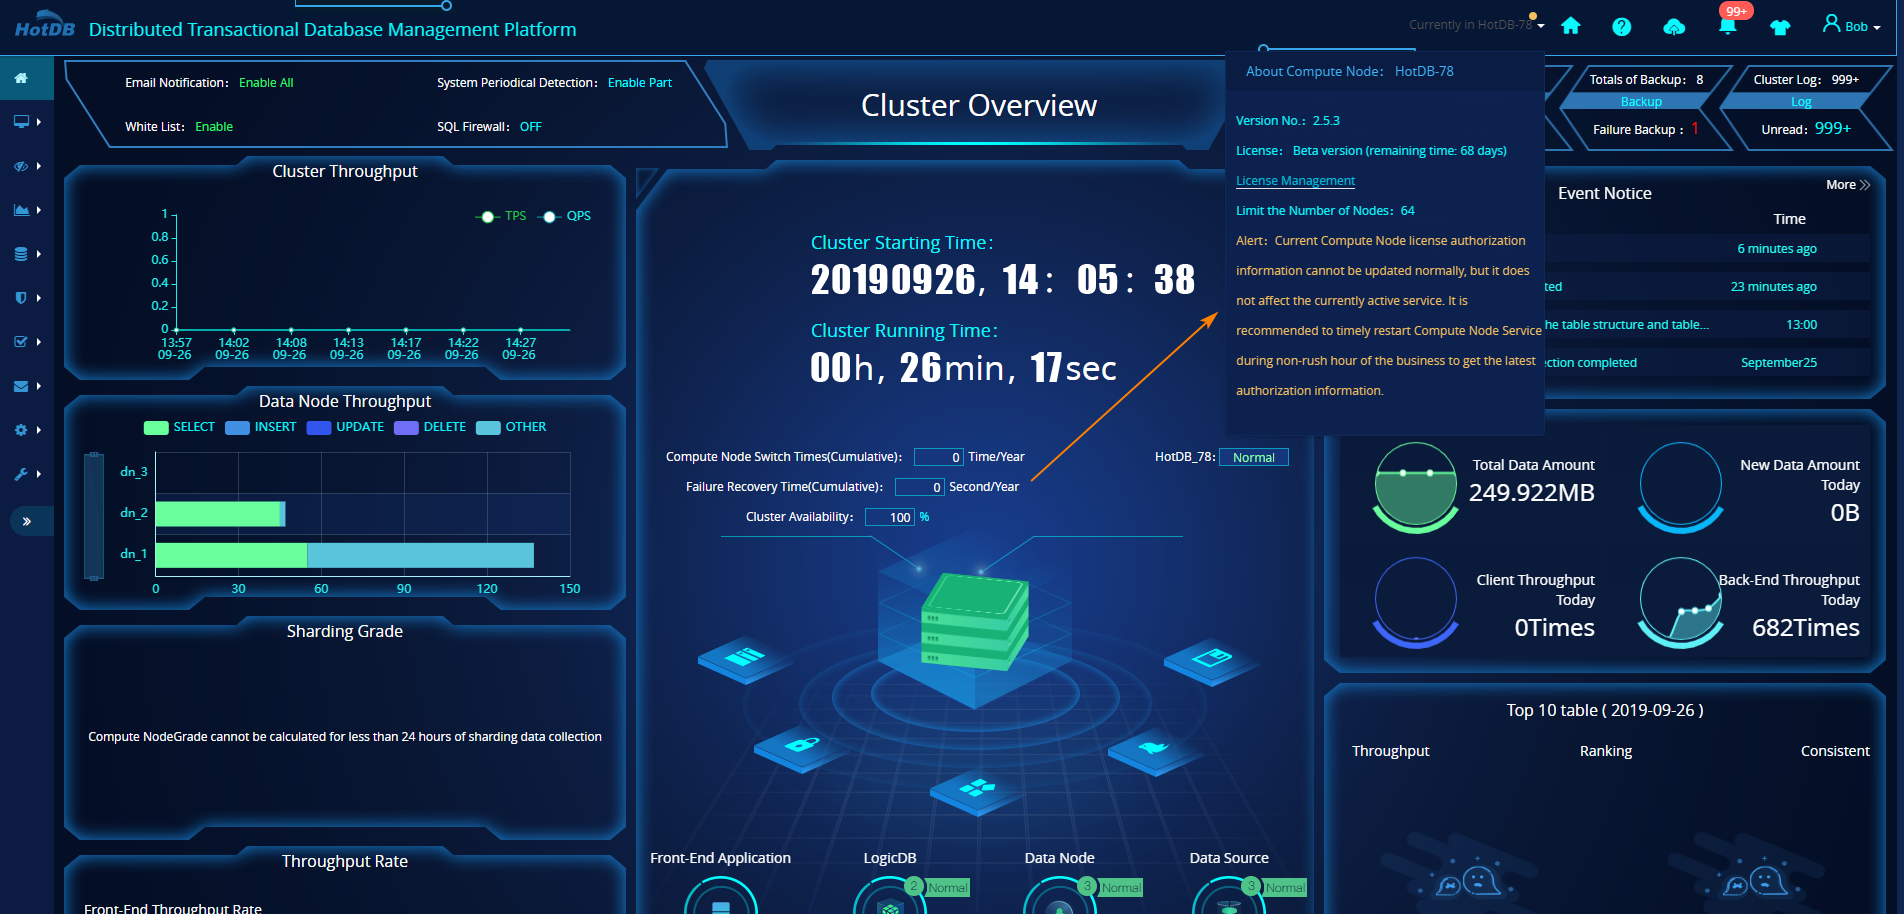 HotDB
Distributed Transactional Database Management Platform
Currently in HotDB-78
99+
Bob
Email Notification： Enable All
System Periodical Detection： Enable Part
White List： Enable
SQL Firewall： OFF
Cluster Overview
About Compute Node： HotDB-78
Version No.：2.5.3
License： Beta version (remaining time: 68 days)
License Management
Limit the Number of Nodes：64
Alert：Current Compute Node license authorization
information cannot be updated normally, but it does
not affect the currently active service. It is
recommended to timely restart Compute Node Service
during non-rush hour of the business to get the latest
authorization information.
Totals of Backup： 8
Backup
Failure Backup： 1
Cluster Log： 999+
Log
Unread：999+
Cluster Throughput
TPS
QPS
1
0.8
0.6
0.4
0.2
0
13:57 14:02 14:08 14:13 14:17 14:22 14:27
09-26 09-26 09-26 09-26 09-26 09-26 09-26
Data Node Throughput
SELECT INSERT UPDATE DELETE OTHER
dn_3
dn_2
dn_1
0 30 60 90 120 150
Sharding Grade
Compute NodeGrade cannot be calculated for less than 24 hours of sharding data collection
Throughput Rate
Front-End Throughput Rate
Cluster Starting Time：
20190926, 14： 05： 38
Cluster Running Time：
00h, 26min, 17sec
Compute Node Switch Times(Cumulative)： 0 Time/Year
HotDB_78： Normal
Failure Recovery Time(Cumulative)： 0 Second/Year
Cluster Availability： 100 %
Front-End Application
LogicDB
2 Normal
Data Node
3 Normal
Data Source
3 Normal
Event Notice
More
Time
6 minutes ago
ted 23 minutes ago
he table structure and table... 13:00
ction completed September25
Total Data Amount
249.922MB
New Data Amount
Today
0B
Client Throughput
Today
0Times
Back-End Throughput
Today
682Times
Top 10 table ( 2019-09-26 )
Throughput Ranking Consistent